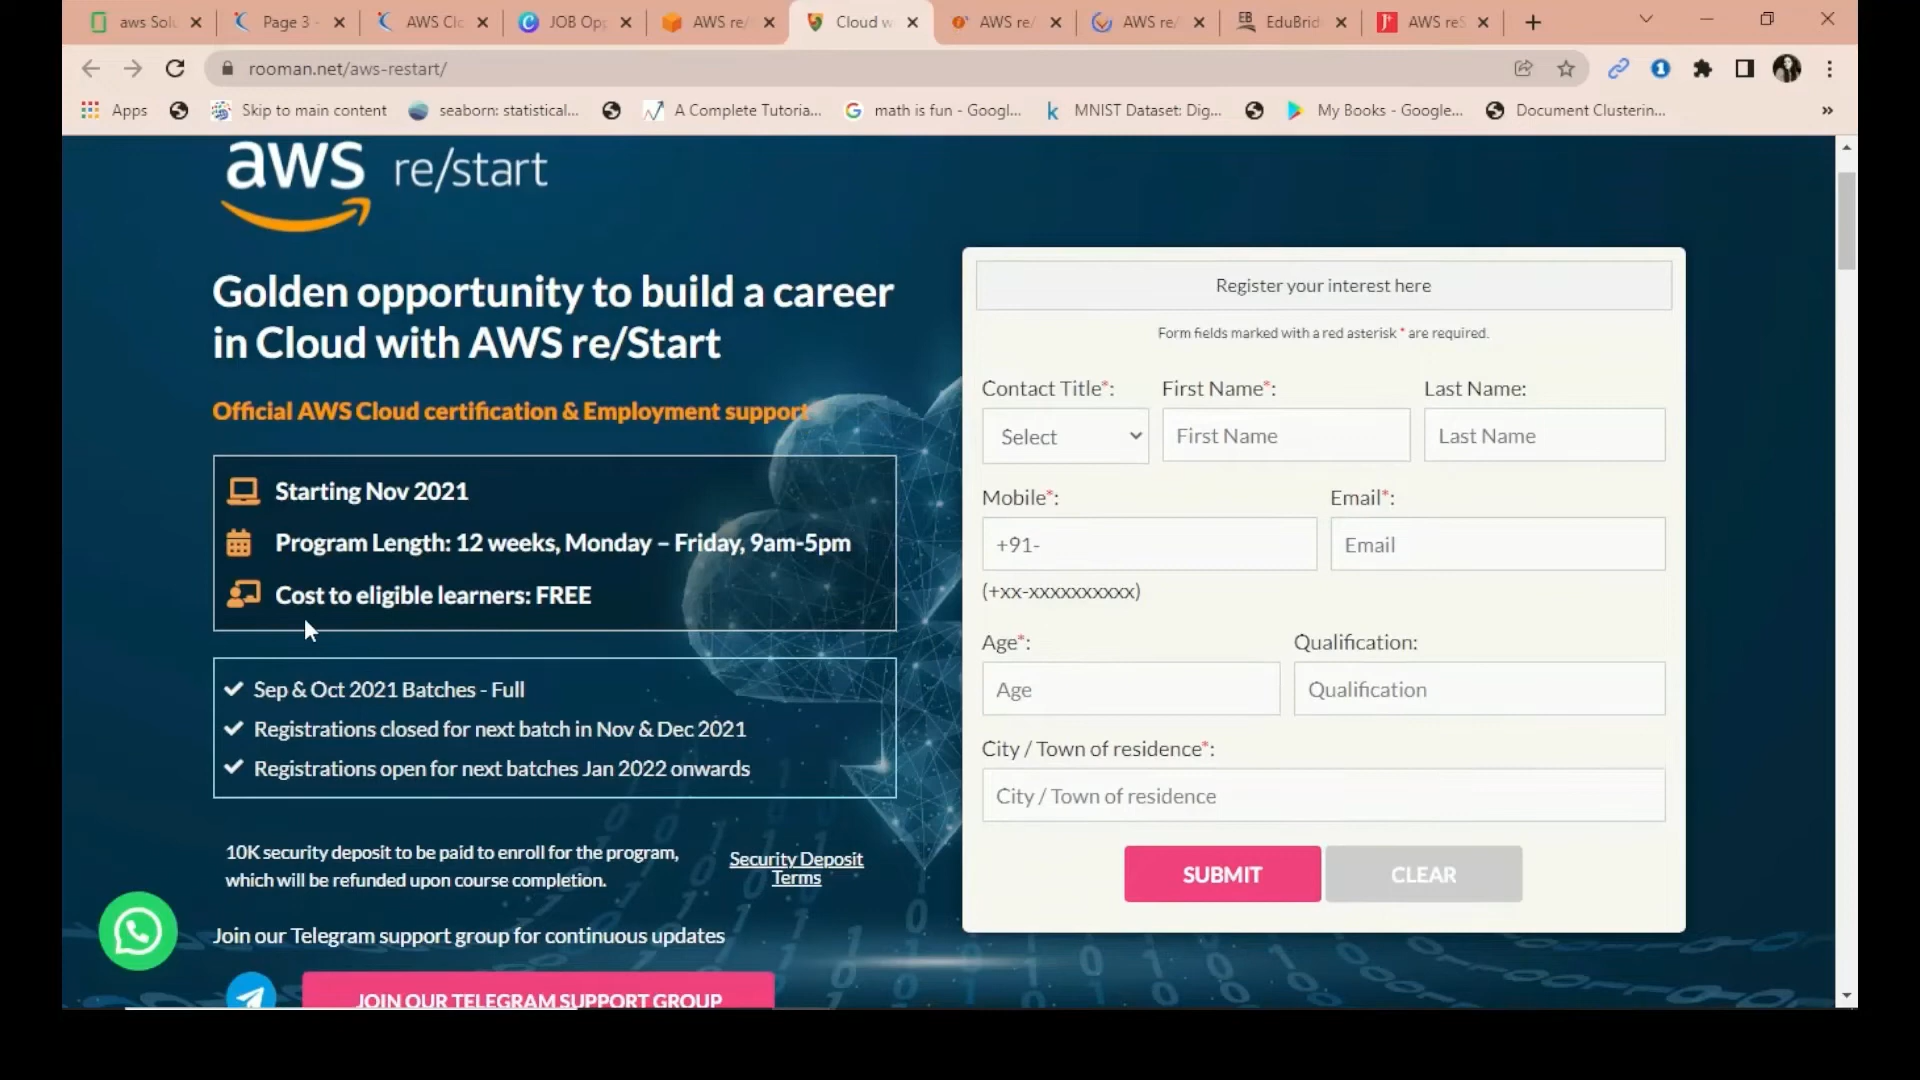 aws Sol
Page 3 -
AWS Clo
JOB Opp
AWS re/
Cloud w
AWS re/
AWS re/
EduBrid
AWS reS
rooman.net/aws-restart/
Apps
Skip to main content
seaborn: statistical...
A Complete Tutoria...
math is fun - Googl...
MNIST Dataset: Dig...
My Books - Google...
Document Clusterin...
»
aws re/start
Golden opportunity to build a career
in Cloud with AWS re/Start
Official AWS Cloud certification & Employment support
Starting Nov 2021
Program Length: 12 weeks, Monday – Friday, 9am-5pm
Cost to eligible learners: FREE
Sep & Oct 2021 Batches - Full
Registrations closed for next batch in Nov & Dec 2021
Registrations open for next batches Jan 2022 onwards
10K security deposit to be paid to enroll for the program,
which will be refunded upon course completion.
Security Deposit
Terms
Join our Telegram support group for continuous updates
JOIN OUR TELEGRAM SUPPORT GROUP
Register your interest here
Form fields marked with a red asterisk * are required.
Contact Title*: First Name*: Last Name:
Select First Name Last Name
Mobile*: Email*:
+91- Email
(+xx-xxxxxxxxxx)
Age*: Qualification:
Age Qualification
City / Town of residence*:
City / Town of residence
SUBMIT CLEAR